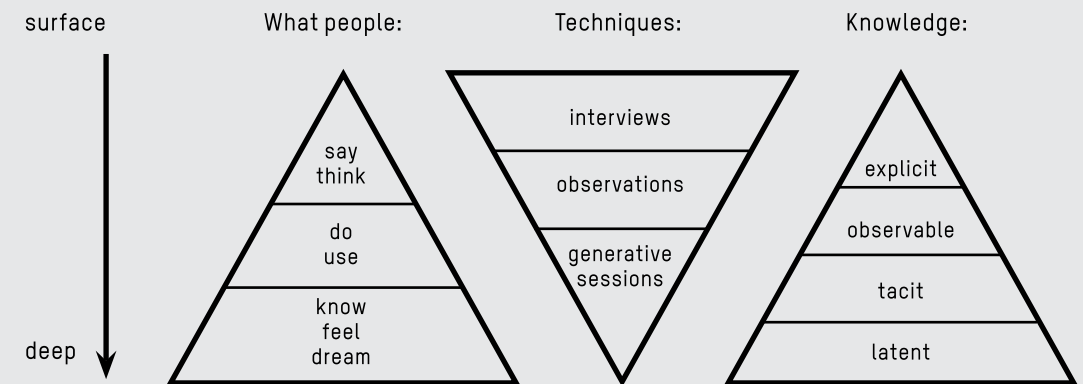 surface
What people:
Techniques:
Knowledge:
say
think
do
use
know
feel
dream
interviews
observations
generative
sessions
explicit
observable
tacit
latent
deep